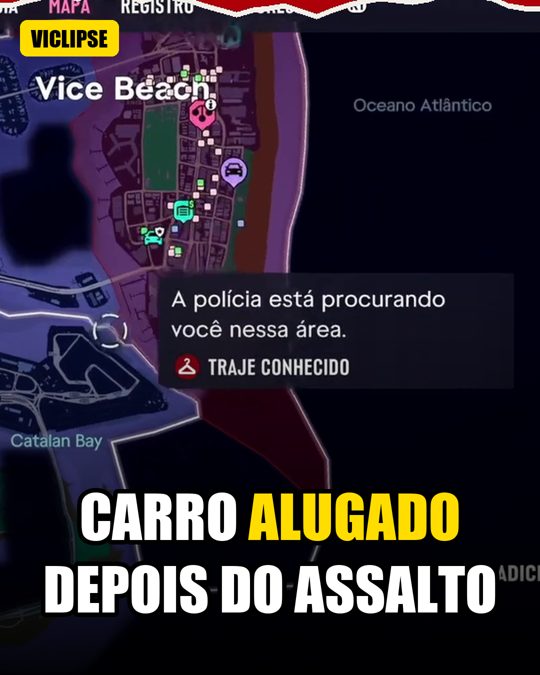 MAPA REGISTRO
VICLIPSE
Vice Beach
Oceano Atlântico
A polícia está procurando
você nessa área.
TRAJE CONHECIDO
Catalan Bay
CARRO ALUGADO
DEPOIS DO ASSALTO